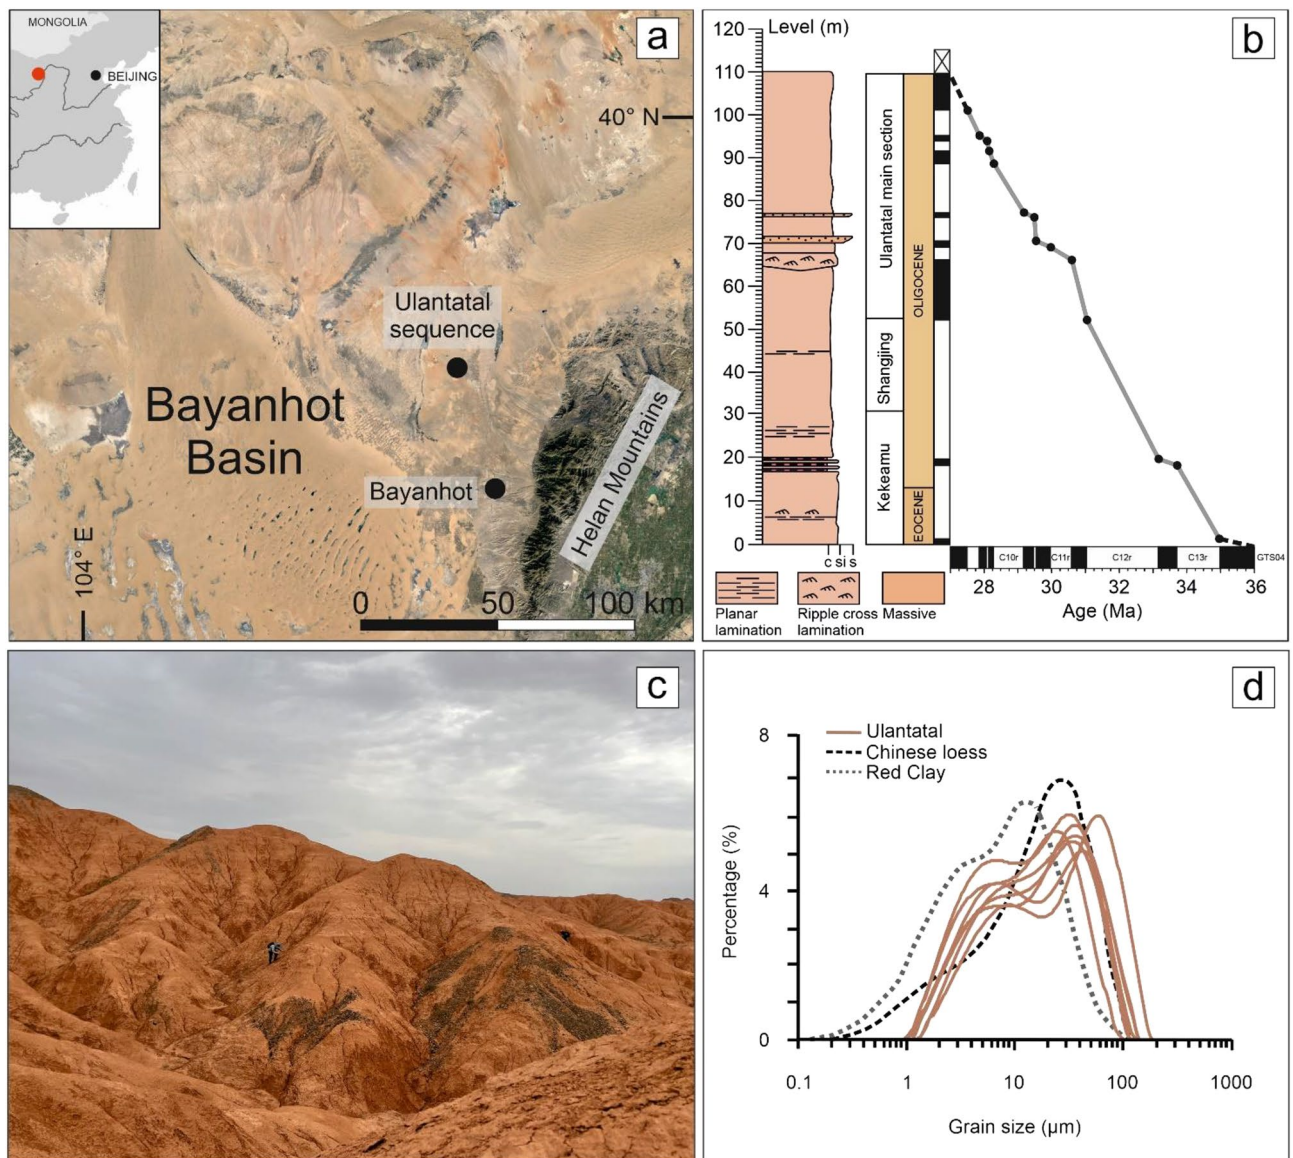 MONGOLIA
BEIJING
a
40° N
Ulantatal
sequence
Bayanhot
Basin
Bayanhot
Helan Mountains
104° E
0 50 100 km
b
Level (m)
120
110
100
90
80
70
60
50
40
30
20
10
0
c si s
Ulantatal main section
Shangjing
Kekeamu
OLIGOCENE
EOCENE
C10r C11r C12r C13r GTS04
28 30 32 34 36
Age (Ma)
Planar
lamination
Ripple cross
lamination
Massive
c
d
Ulantatal
Chinese loess
Red Clay
8
4
0
Percentage (%)
0.1 1 10 100 1000
Grain size (µm)